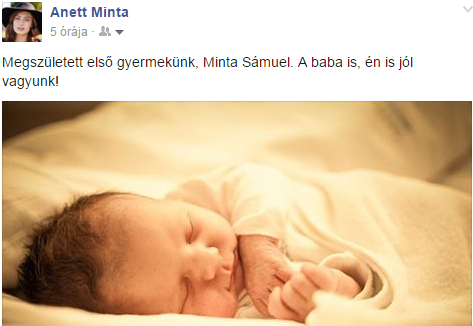 Anett Minta
5 órája ·
Megszületett első gyermekünk, Minta Sámuel. A baba is, én is jól
vagyunk!